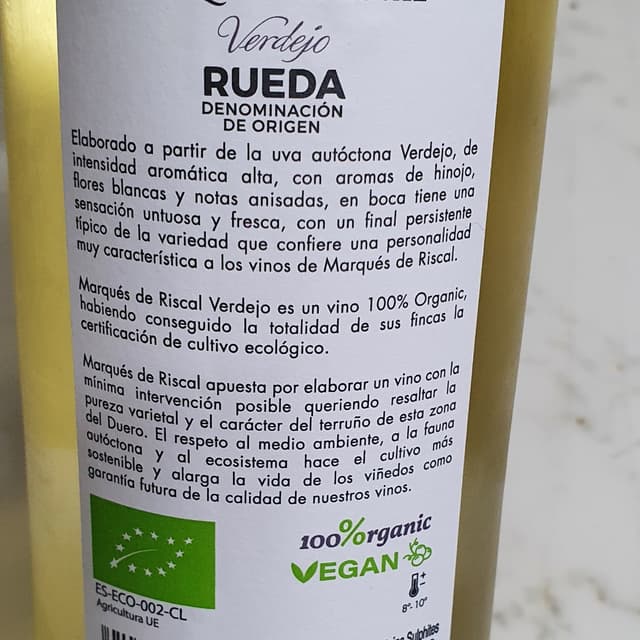 Verdejo
RUEDA
DENOMINACIÓN
DE ORIGEN
Elaborado a partir de la uva autóctona Verdejo, de
intensidad aromática alta, con aromas de hinojo,
flores blancas y notas anisadas, en boca tiene una
sensación untuosa y fresca, con un final persistente
típico de la variedad que confiere una personalidad
muy característica a los vinos de Marqués de Riscal.
Marqués de Riscal Verdejo es un vino 100% Organic,
habiendo conseguido la totalidad de sus fincas la
certificación de cultivo ecológico.
Marqués de Riscal apuesta por elaborar un vino con la
mínima intervención posible queriendo resaltar la
pureza varietal y el carácter del terruño de esta zona
del Duero. El respeto al medio ambiente, a la fauna
autóctona y al ecosistema hace el cultivo más
sostenible y alarga la vida de los viñedos como
garantía futura de la calidad de nuestros vinos.
100%rganic
VEGAN
ES-ECO-002-CL
Agricultura UE
8º-10º
Sulphites